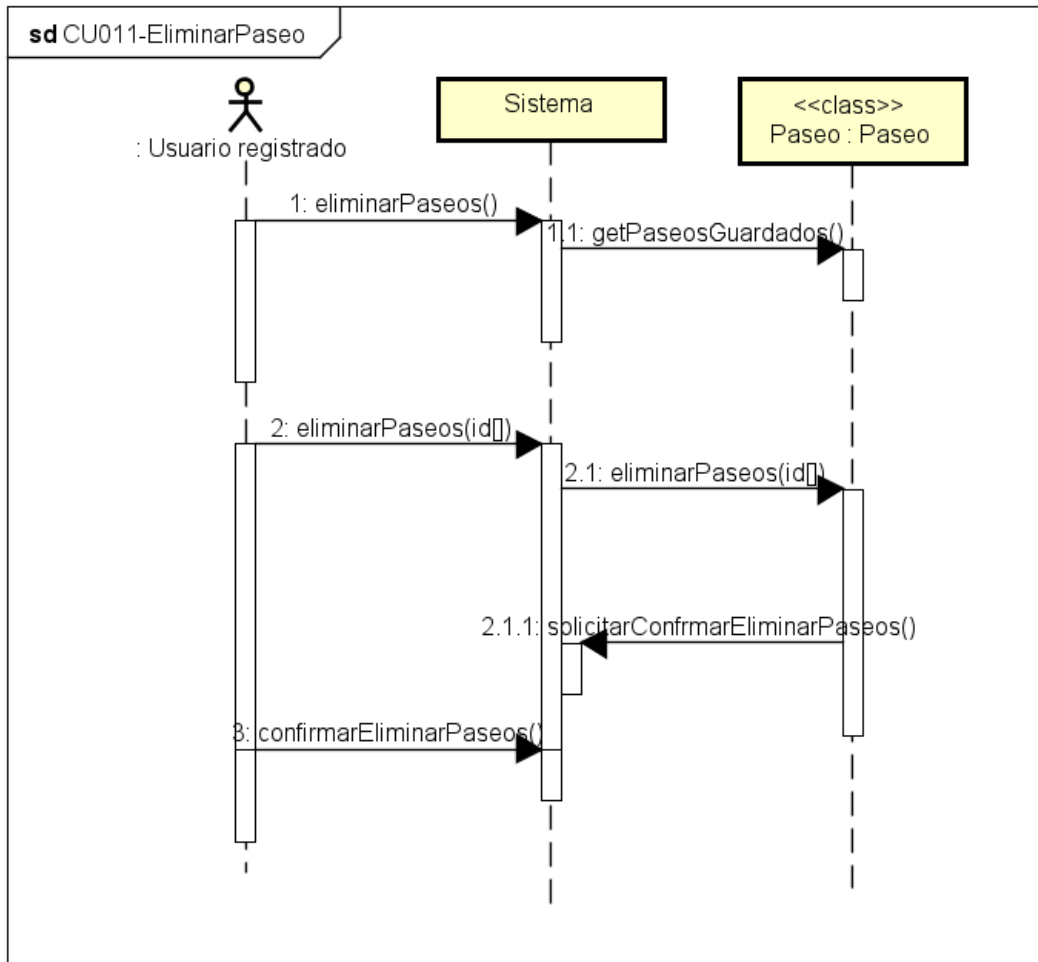 sd CU011-EliminarPaseo
Sistema
<<class>>
Paseo : Paseo
: Usuario registrado
1: eliminarPaseos()
1.1: getPaseosGuardados()
2: eliminarPaseos(id[])
2.1: eliminarPaseos(id[])
2.1.1: solicitarConfrmarEliminarPaseos()
3: confirmarEliminarPaseos()